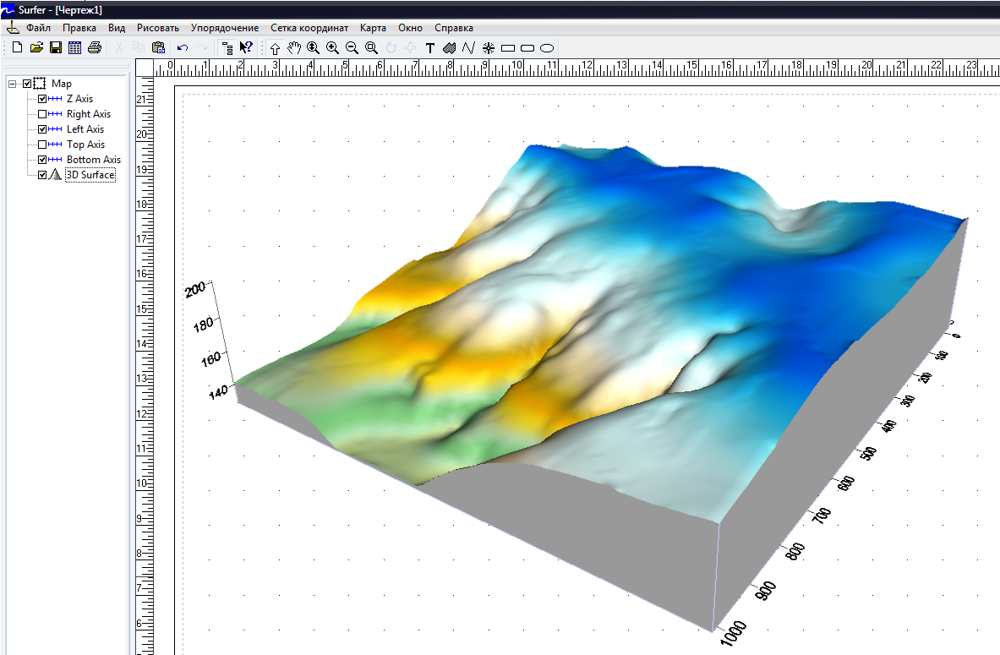 Surfer - [Чертеж1]
Файл Правка Вид Рисовать Упорядочение Сетка координат Карта Окно Справка
T
0 1 2 3 4 5 6 7 8 9 10 11 12 13 14 15 16 17 18 19 20 21 22 23
Map
Z Axis
Right Axis
Left Axis
Top Axis
Bottom Axis
3D Surface
21
20
19
18
17
16
15
14
13
12
11
10
9
8
7
6
200
180
160
140
0
100
200
300
400
500
600
700
800
900
1000